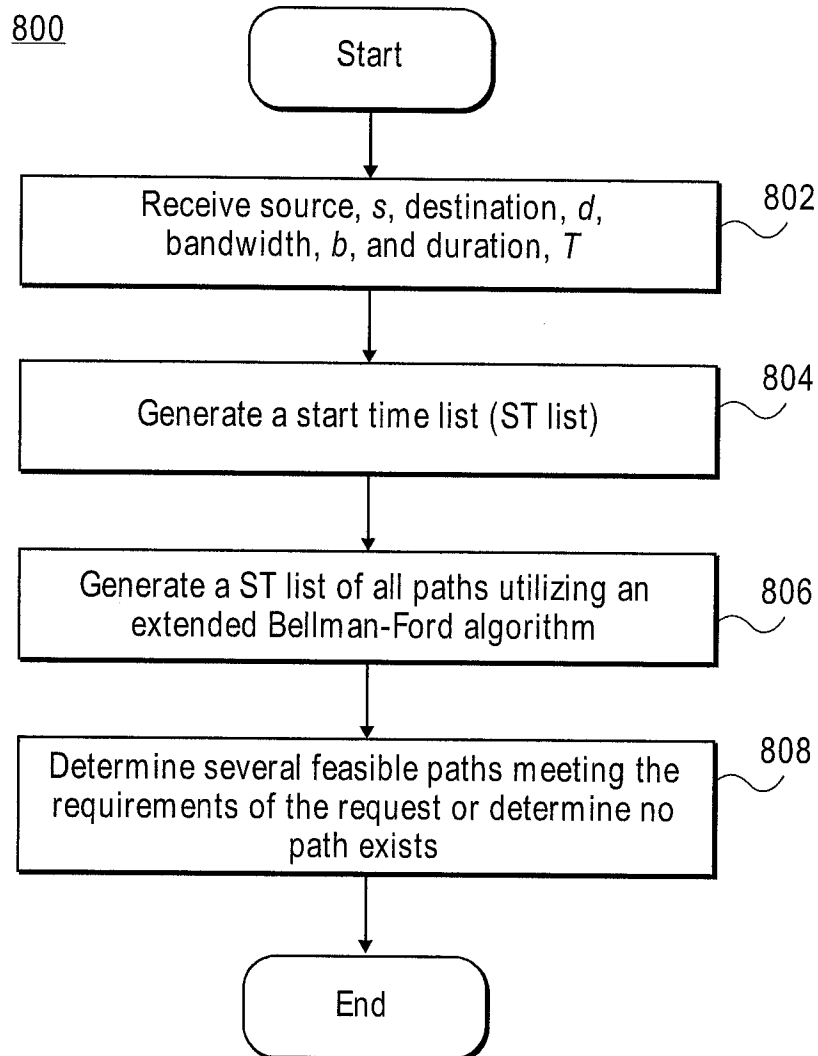 800
Start
Receive source, s, destination, d,
bandwidth, b, and duration, T
802
Generate a start time list (ST list)
804
Generate a ST list of all paths utilizing an
extended Bellman-Ford algorithm
806
Determine several feasible paths meeting the
requirements of the request or determine no
path exists
808
End